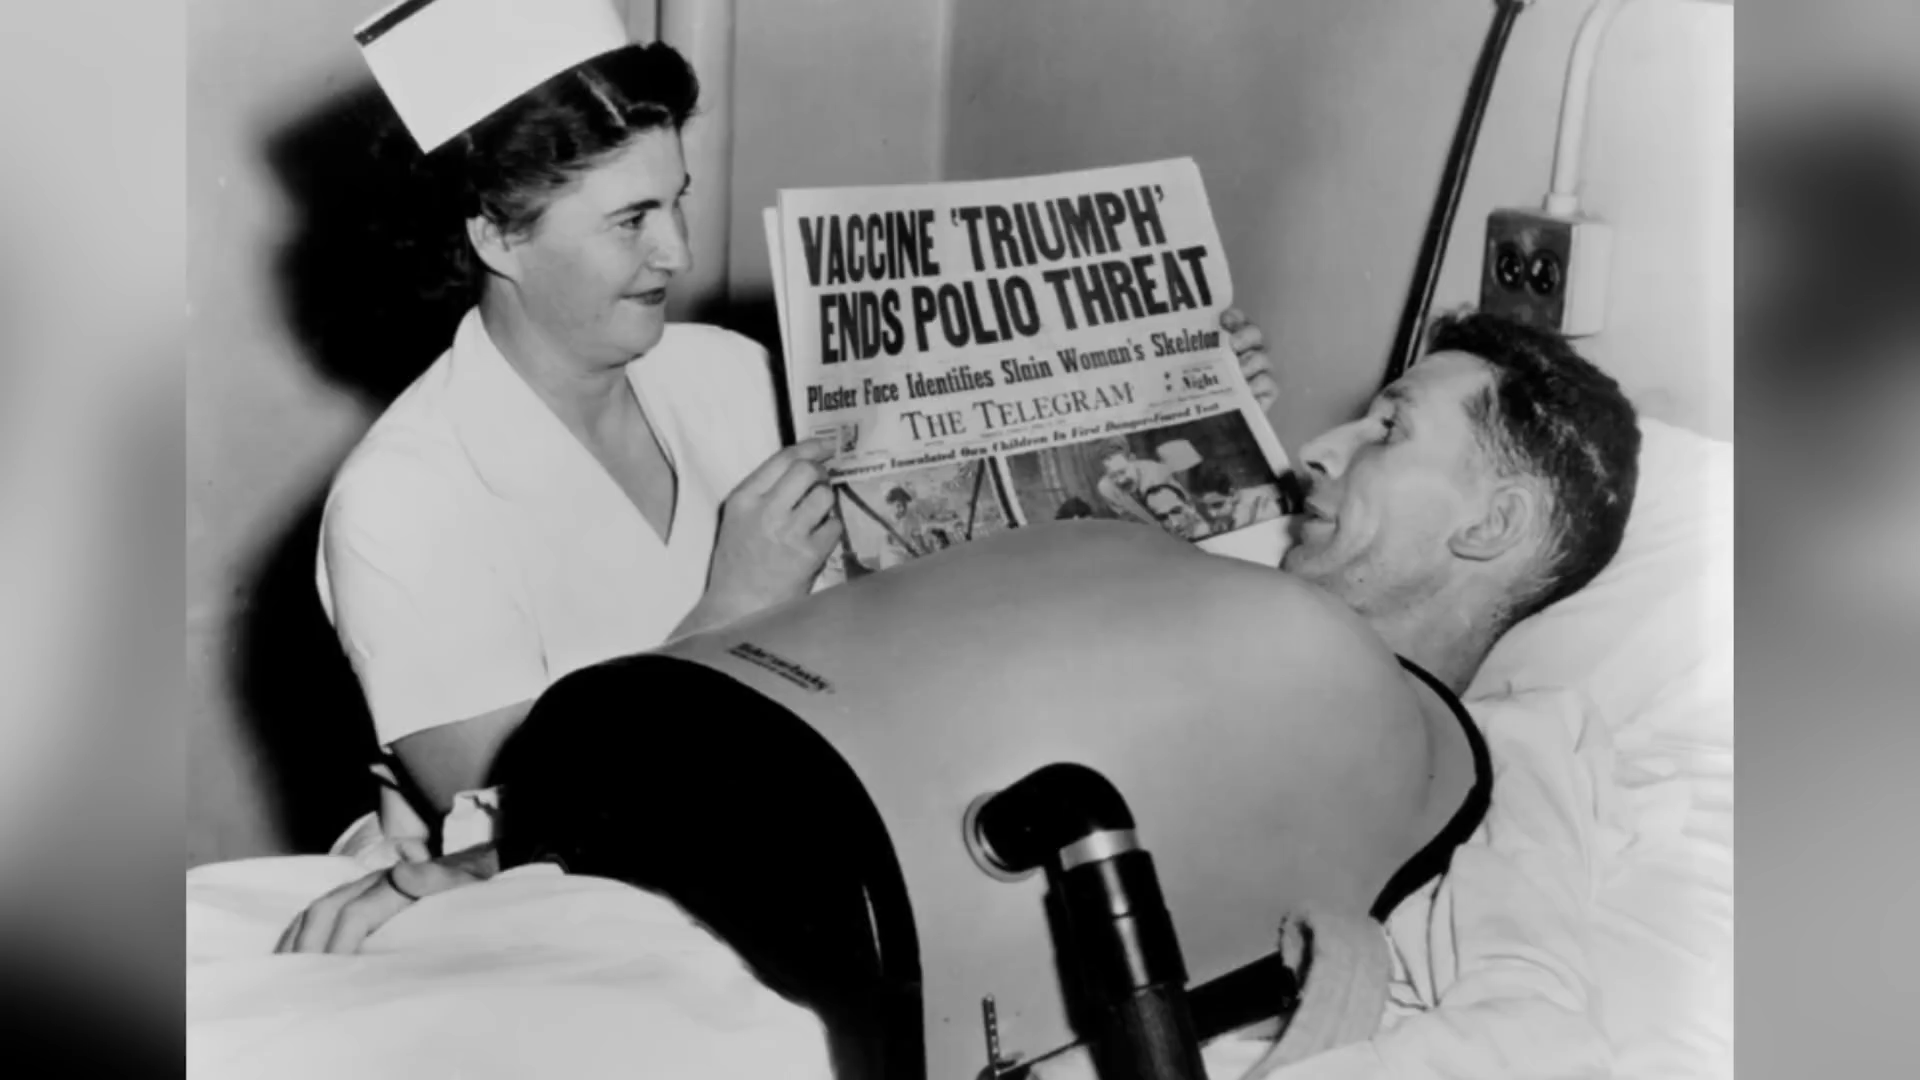 VACCINE 'TRIUMPH'
ENDS POLIO THREAT
Plaster Face Identifies Slain Woman's Skeleton
THE TELEGRAM
Night
Inoculated Own Children In First Danger-Feared Test